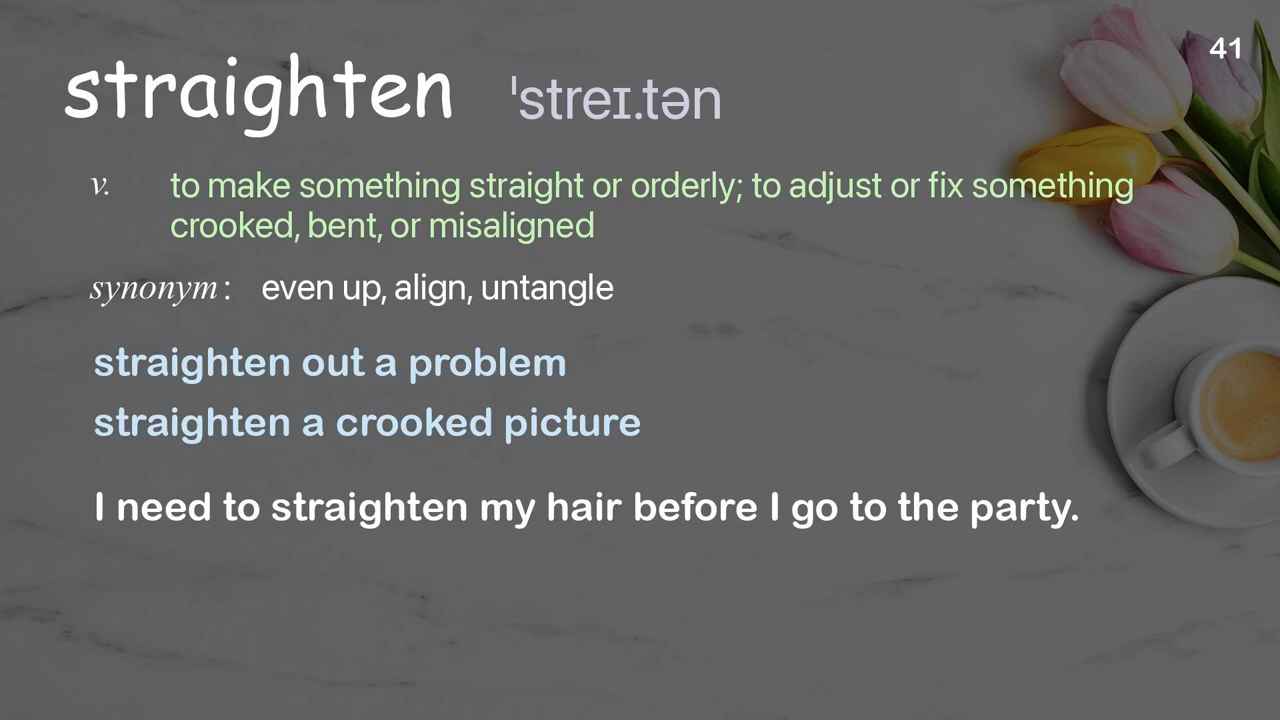 41
straighten ˈstreɪ.tən
v. to make something straight or orderly; to adjust or fix something
crooked, bent, or misaligned
synonym: even up, align, untangle
straighten out a problem
straighten a crooked picture
I need to straighten my hair before I go to the party.